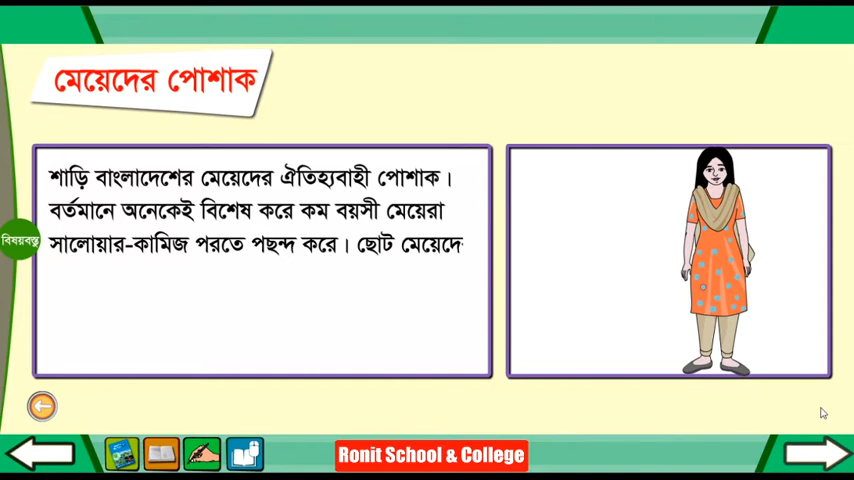 মেয়েদের পোশাক
শাড়ি বাংলাদেশের মেয়েদের ঐতিহ্যবাহী পোশাক।
বর্তমানে অনেকেই বিশেষ করে কম বয়সী মেয়েরা
সালোয়ার-কামিজ পরতে পছন্দ করে। ছোট মেয়েদে
বিষয়বস্তু
Ronit School & College